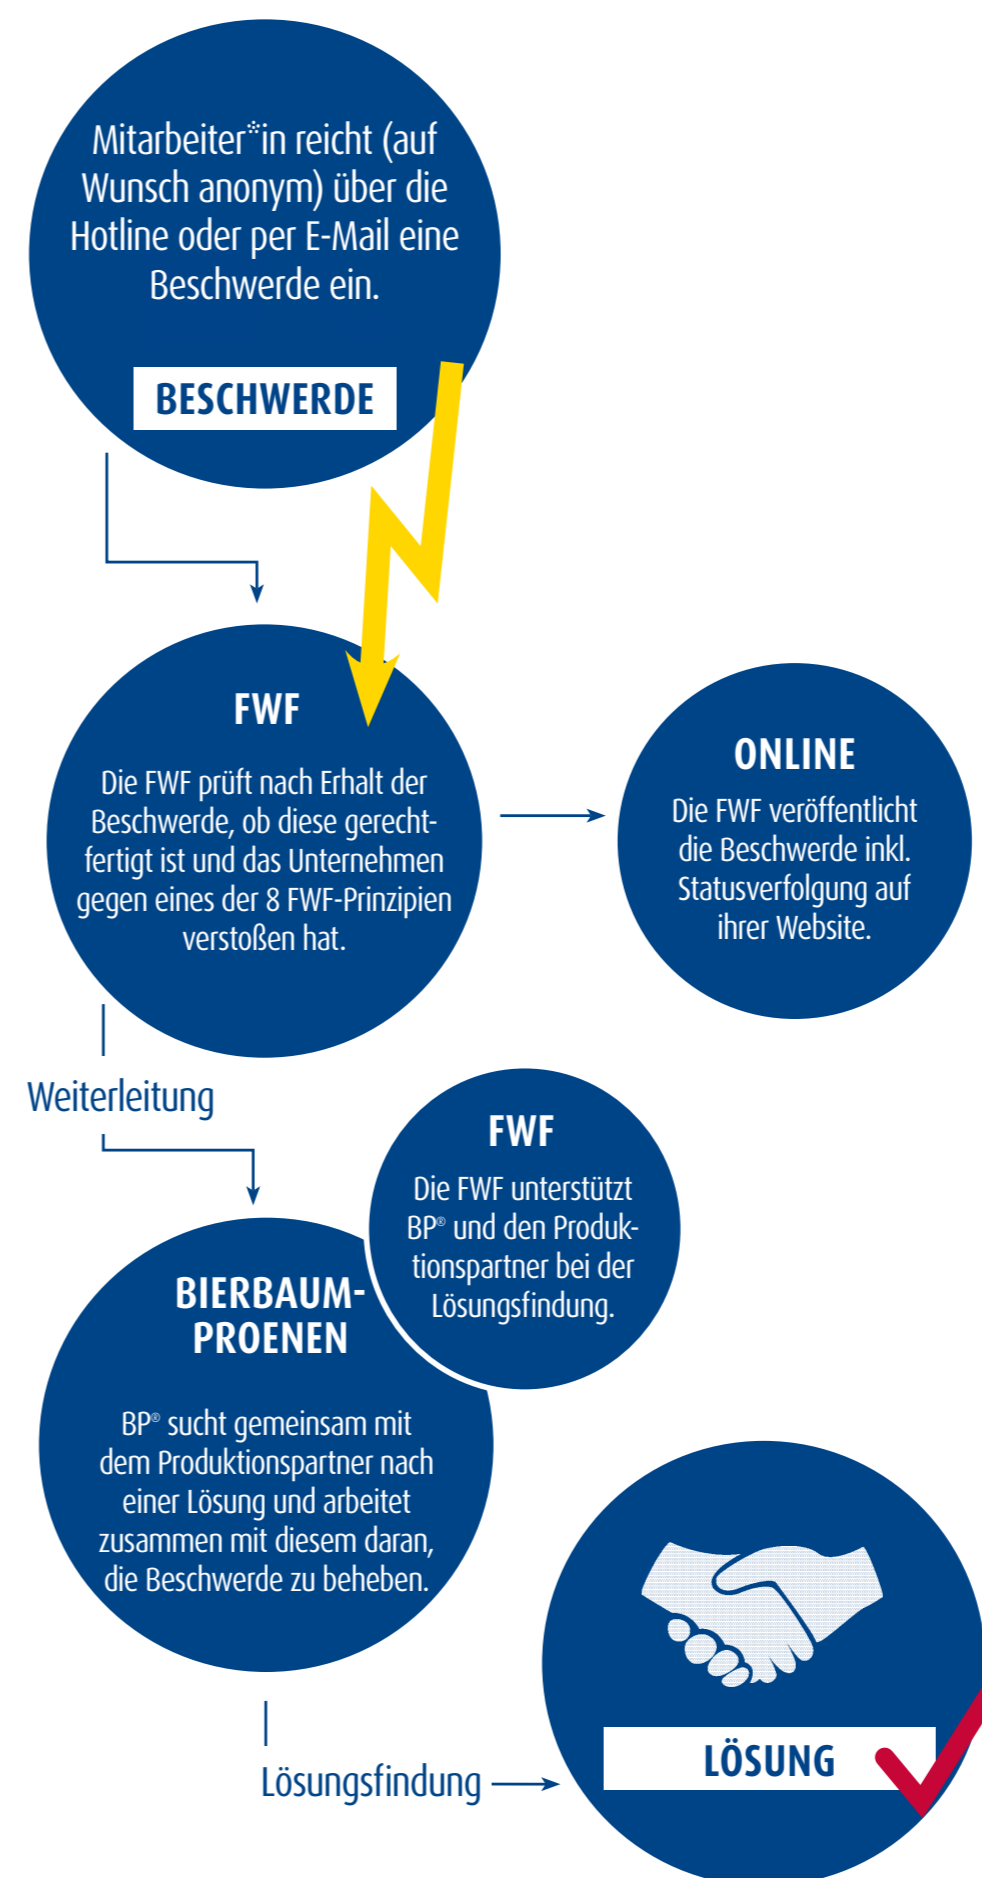 Mitarbeiter*in reicht (auf
Wunsch anonym) über die
Hotline oder per E-Mail eine
Beschwerde ein.
BESCHWERDE
FWF
Die FWF prüft nach Erhalt der
Beschwerde, ob diese gerecht-
fertigt ist und das Unternehmen
gegen eines der 8 FWF-Prinzipien
verstoßen hat.
ONLINE
Die FWF veröffentlicht
die Beschwerde inkl.
Statusverfolgung auf
ihrer Website.
Weiterleitung
FWF
Die FWF unterstützt
BP® und den Produk-
tionspartner bei der
Lösungsfindung.
BIERBAUM-
PROENEN
BP® sucht gemeinsam mit
dem Produktionspartner nach
einer Lösung und arbeitet
zusammen mit diesem daran,
die Beschwerde zu beheben.
Lösungsfindung
LÖSUNG